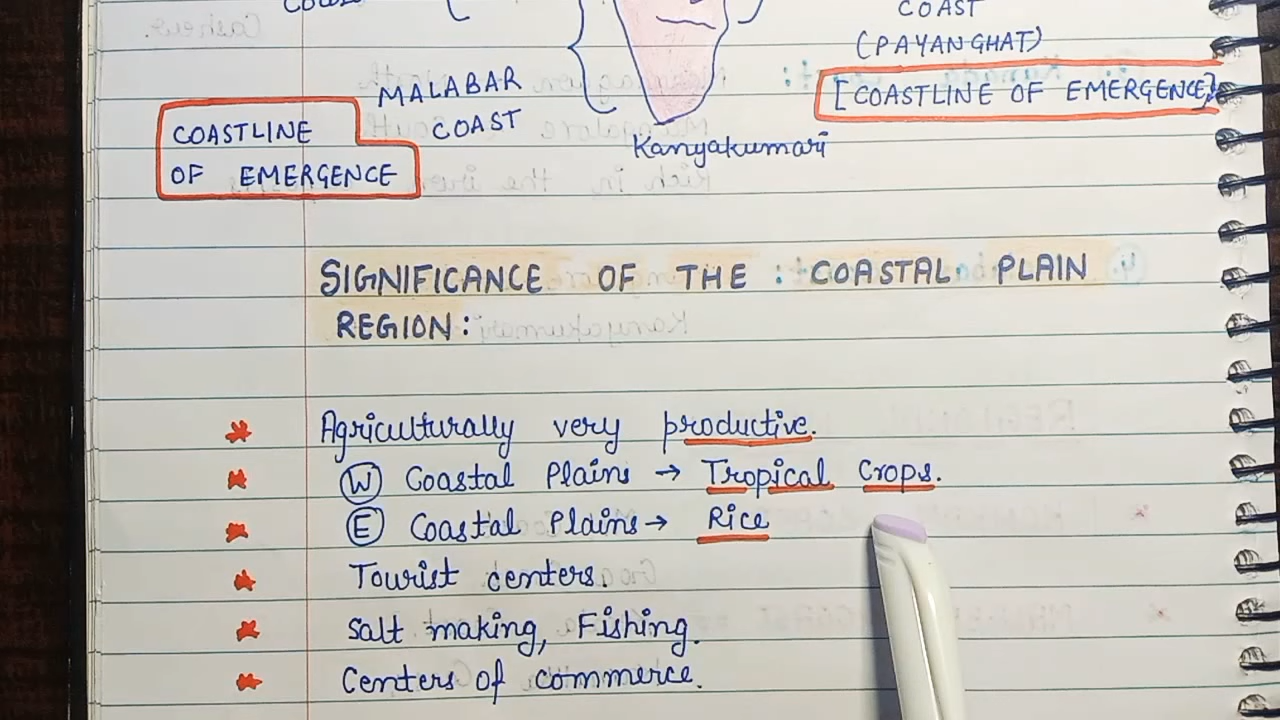 COAST
(PAYANGHAT)
[COASTLINE OF EMERGENCE]
MALABAR
COAST
COASTLINE
OF EMERGENCE
Kanyakumari
SIGNIFICANCE OF THE COASTAL PLAIN
REGION:
Agriculturally very productive.
(W) Coastal Plains → Tropical Crops.
(E) Coastal Plains → Rice
Tourist centers.
Salt making, Fishing.
Centers of commerce.